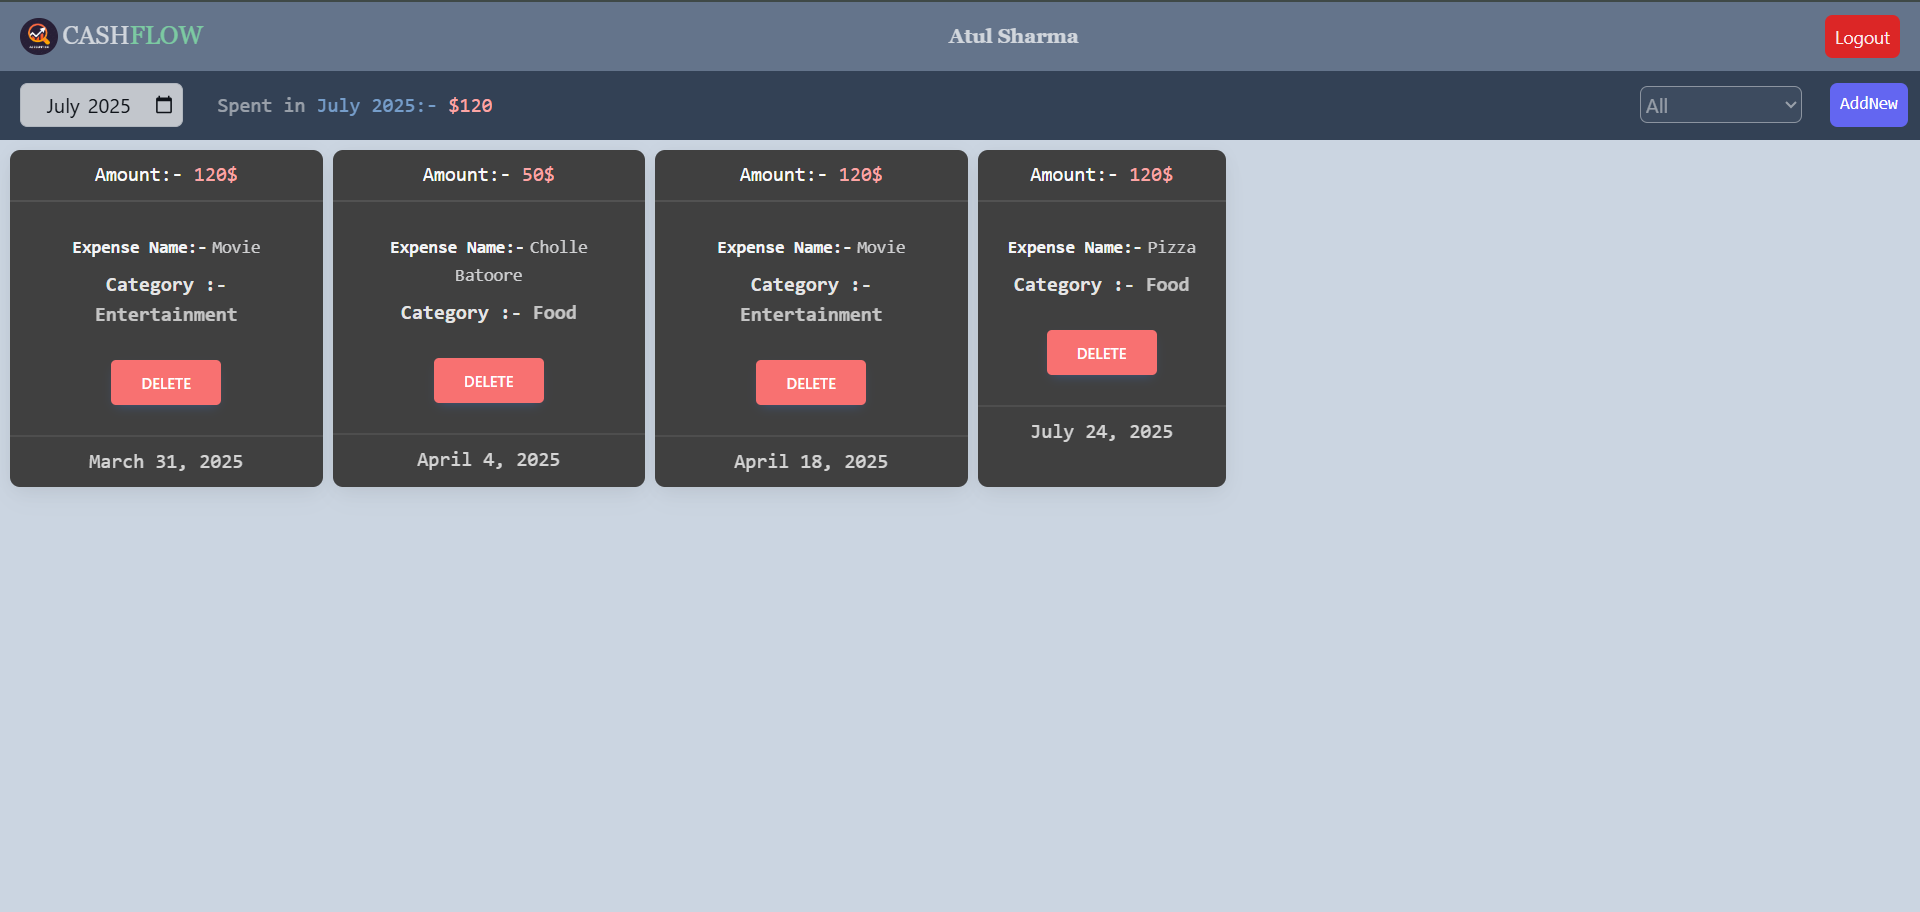 CASHFLOW
Atul Sharma
Logout
July 2025
Spent in July 2025:- $120
All
AddNew
Amount:- 120$
Expense Name:- Movie
Category :-
Entertainment
DELETE
March 31, 2025
Amount:- 50$
Expense Name:- Cholle
Batoore
Category :- Food
DELETE
April 4, 2025
Amount:- 120$
Expense Name:- Movie
Category :-
Entertainment
DELETE
April 18, 2025
Amount:- 120$
Expense Name:- Pizza
Category :- Food
DELETE
July 24, 2025